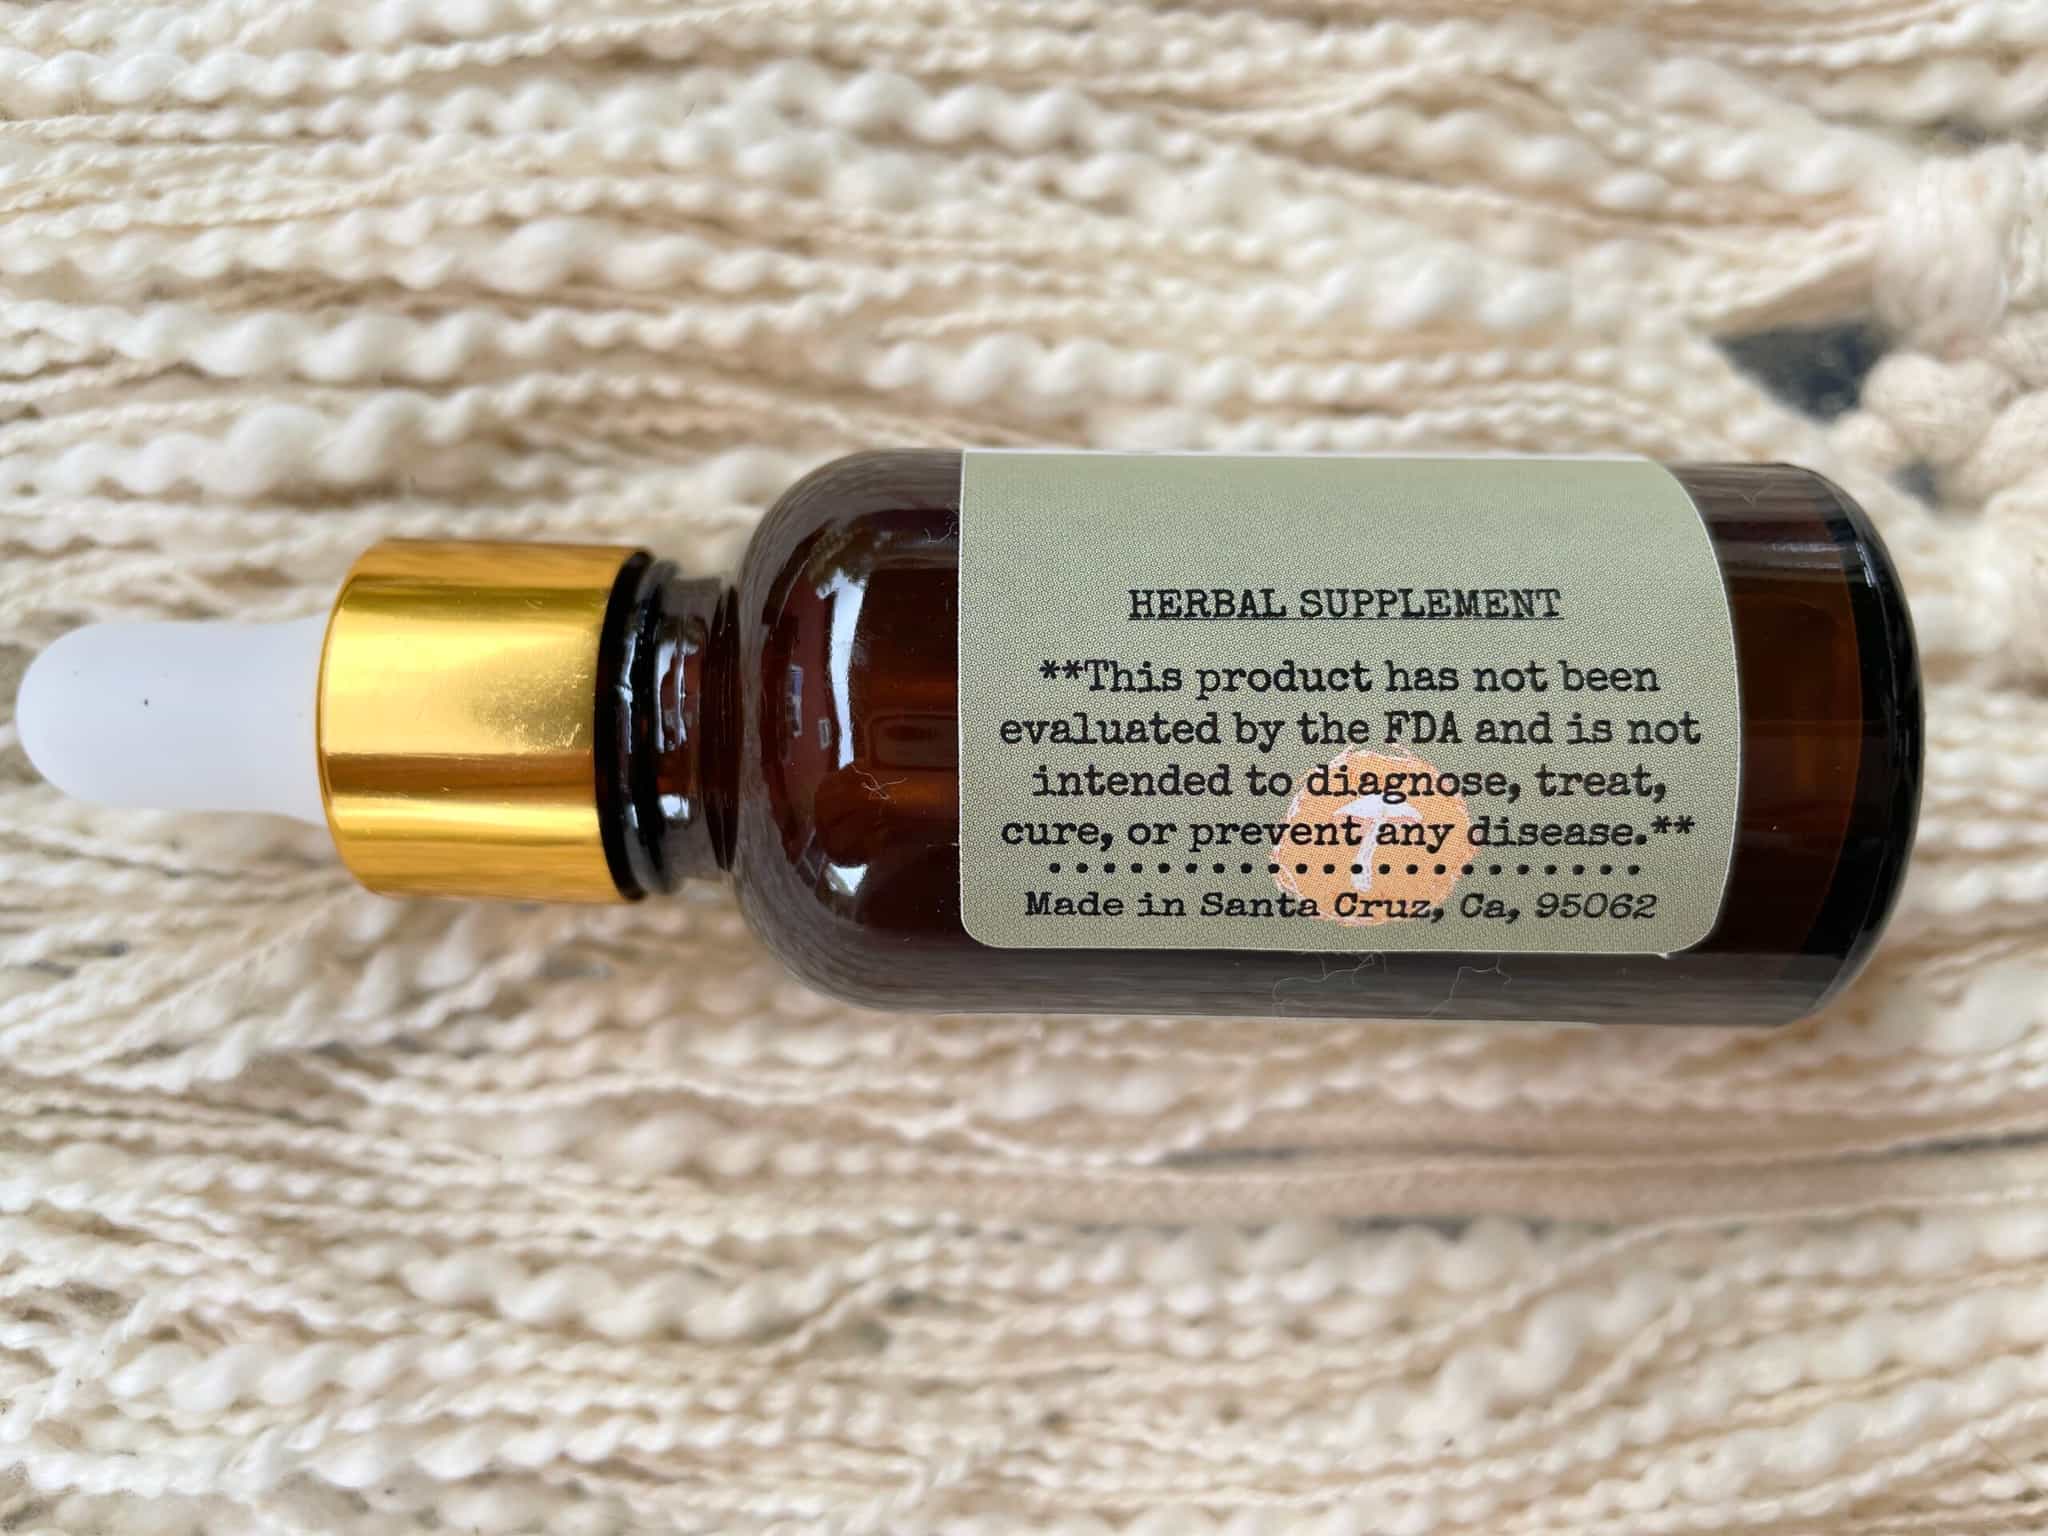 HERBAL SUPPLEMENT
**This product has not been
evaluated by the FDA and is not
intended to diagnose, treat,
cure, or prevent any disease.**
Made in Santa Cruz, Ca, 95062